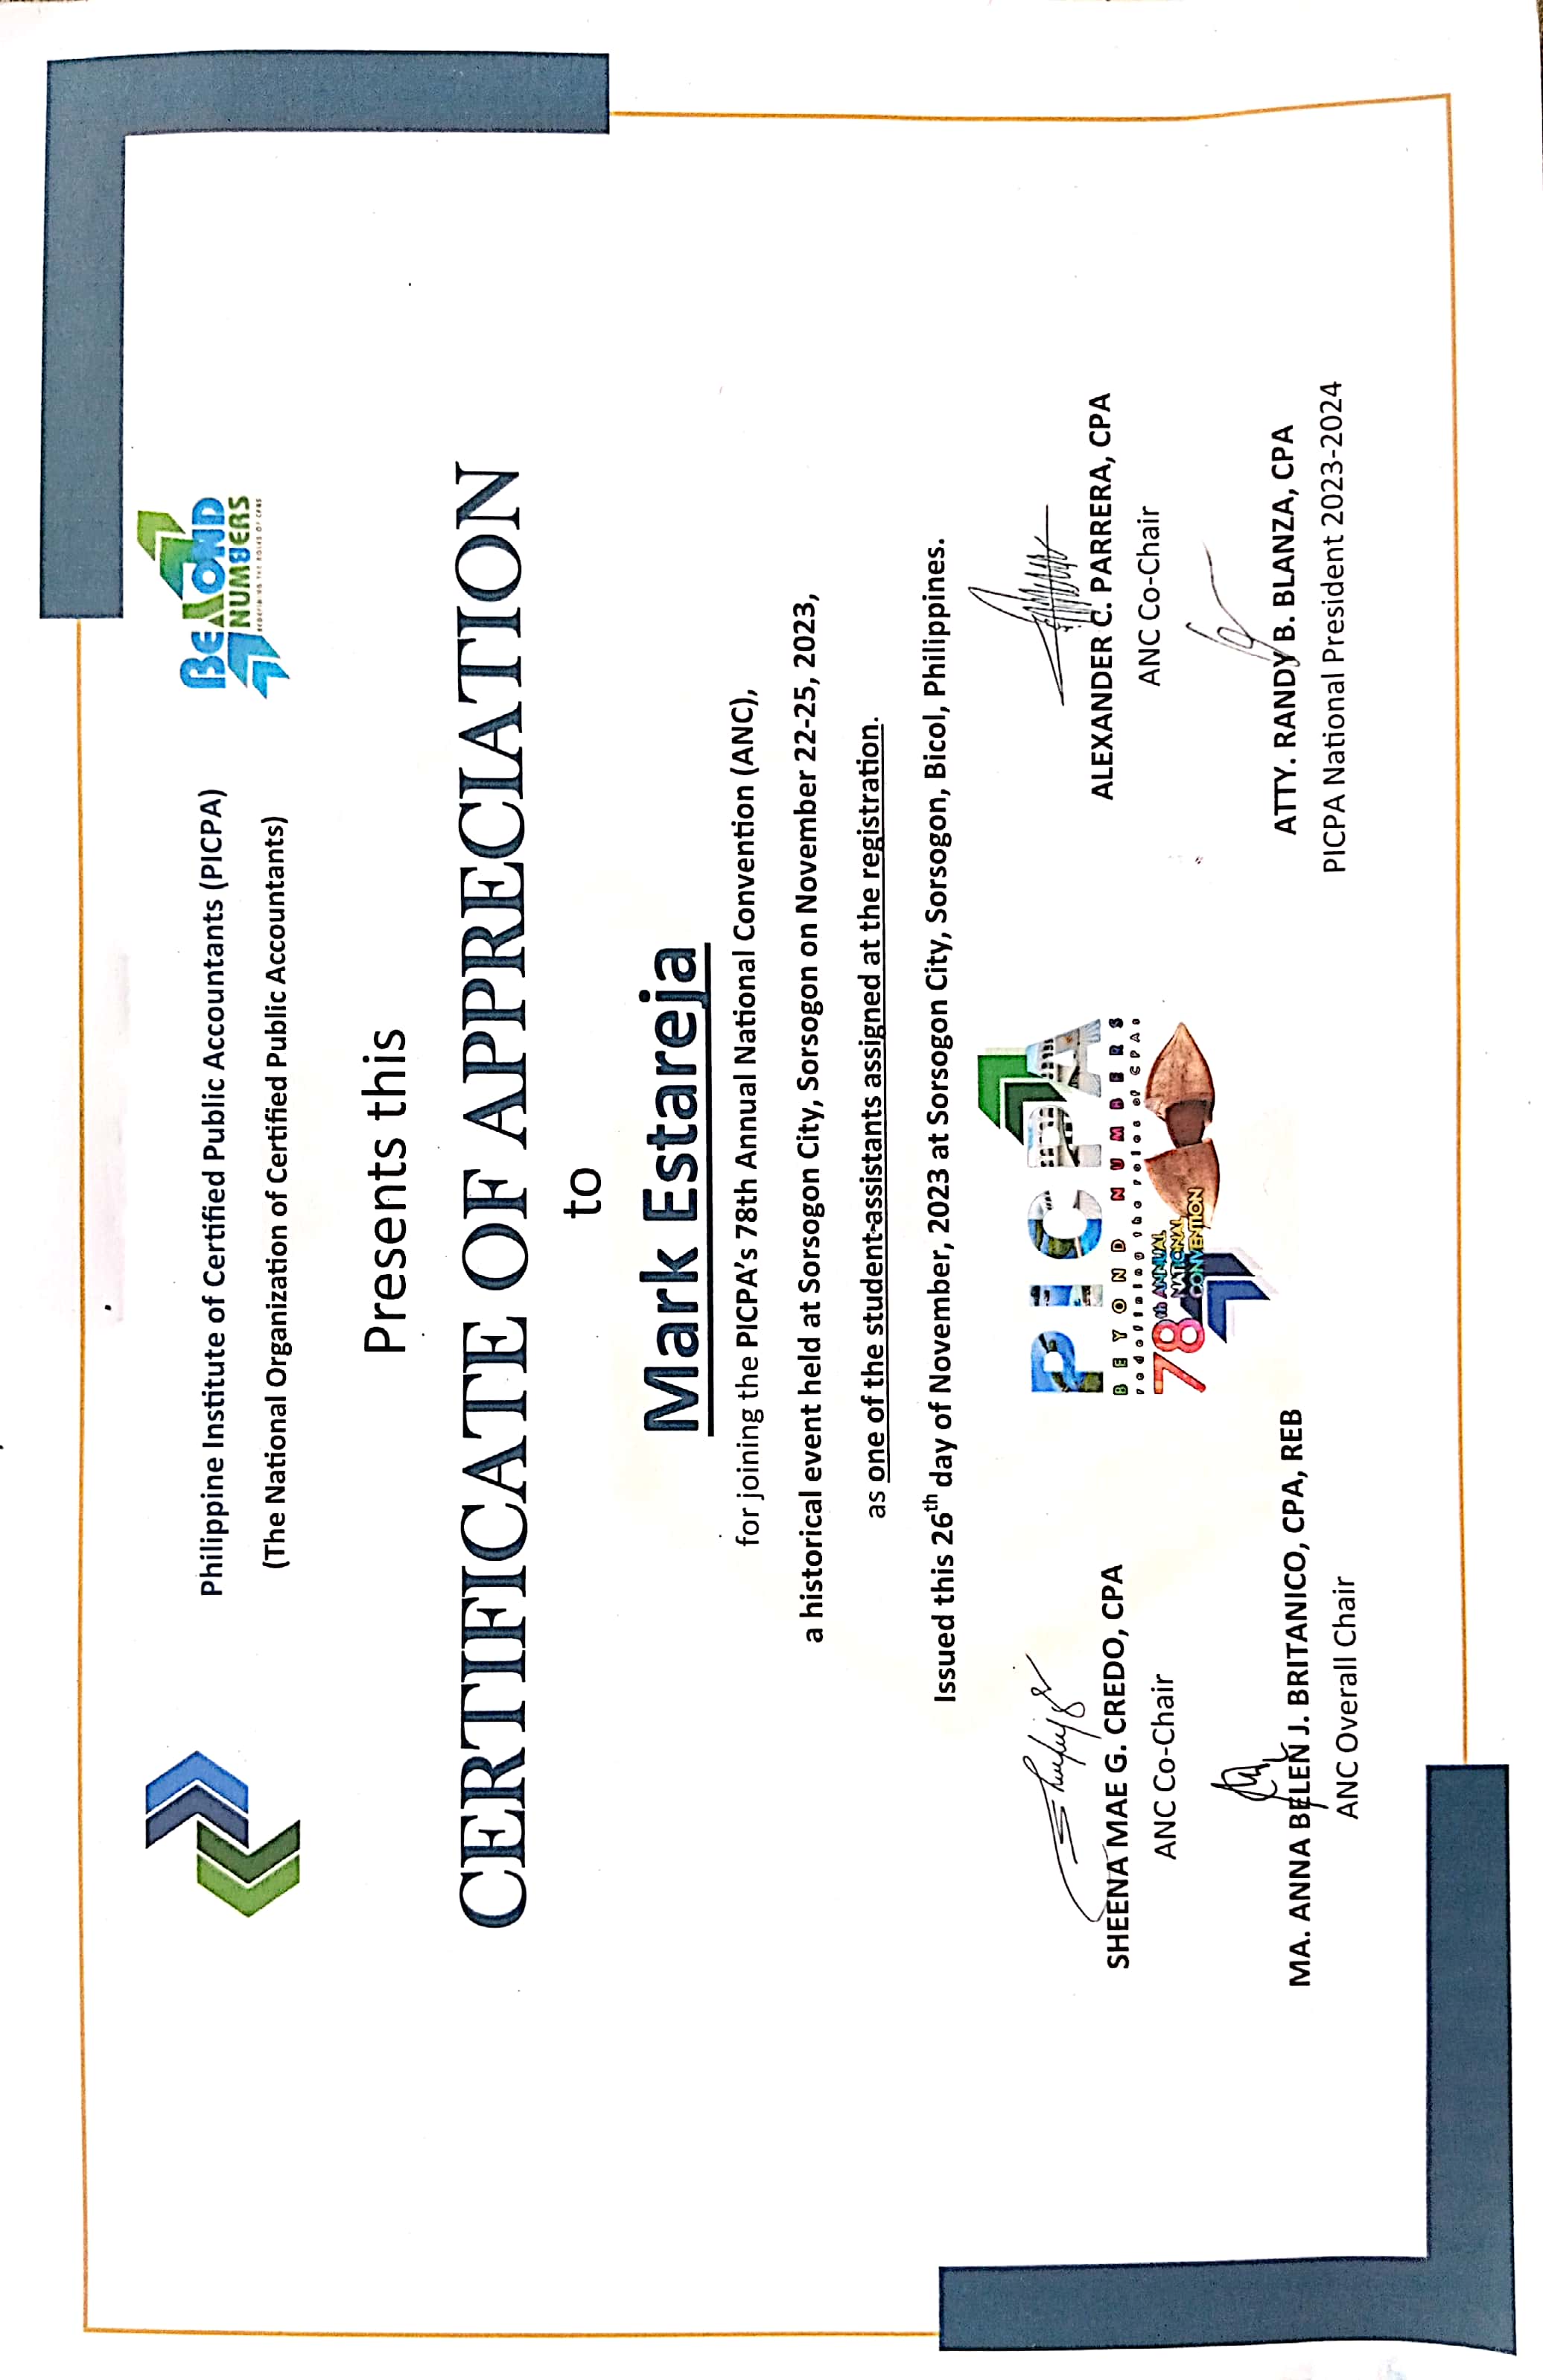 Philippine Institute of Certified Public Accountants (PICPA)
BEYOND
NUMBERS
REDEFINING THE ROLES OF CPAS
(The National Organization of Certified Public Accountants)
Presents this
CERTIFICATE OF APPRECIATION
to
Mark Estareja
for joining the PICPA's 78th Annual National Convention (ANC),
a historical event held at Sorsogon City, Sorsogon on November 22-25, 2023,
as one of the student-assistants assigned at the registration.
Issued this 26th day of November, 2023 at Sorsogon City, Sorsogon, Bicol, Philippines.
SHEENA MAE G. CREDO, CPA
ANC Co-Chair
PICPA
BEYOND NUMBERS
redefining the roles of CPAs
78th ANNUAL
NATIONAL
CONVENTION
ALEXANDER C. PARRERA, CPA
ANC Co-Chair
MA. ANNA BELEN J. BRITANICO, CPA, REB
ANC Overall Chair
ATTY. RANDY B. BLANZA, CPA
PICPA National President 2023-2024